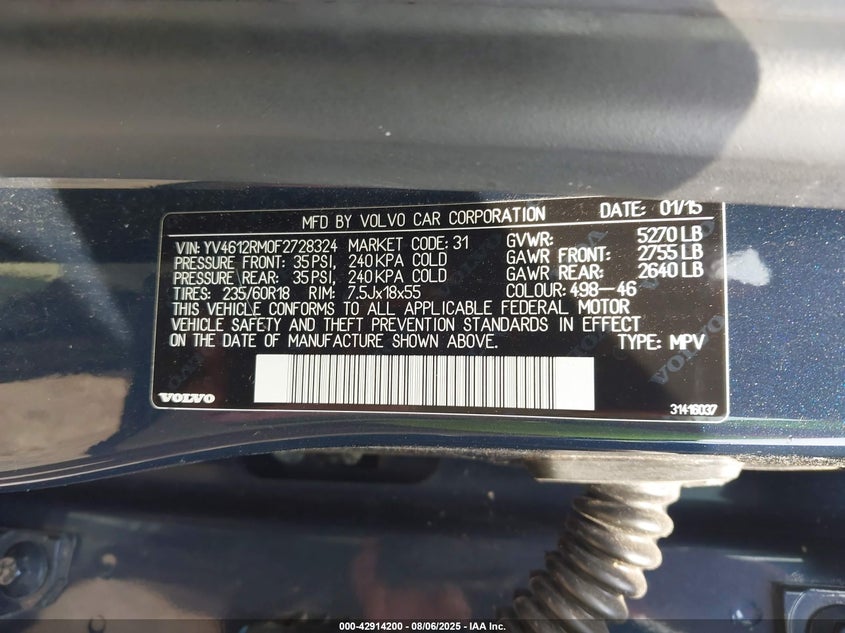 MFD BY VOLVO CAR CORPORATION DATE: 01/15
VIN: YV4612RM0F2728324 MARKET CODE: 31 GVWR: 5270 LB
PRESSURE FRONT: 35 PSI, 240 KPA COLD GAWR FRONT: 2755 LB
PRESSURE REAR: 35 PSI, 240 KPA COLD GAWR REAR: 2640 LB
TIRES: 235/60R18 RIM: 7.5Jx18x55 COLOUR: 498-46
THIS VEHICLE CONFORMS TO ALL APPLICABLE FEDERAL MOTOR
VEHICLE SAFETY AND THEFT PREVENTION STANDARDS IN EFFECT
ON THE DATE OF MANUFACTURE SHOWN ABOVE. TYPE: MPV
VOLVO 31416037
000-42914200 - 08/06/2025 - IAA Inc.